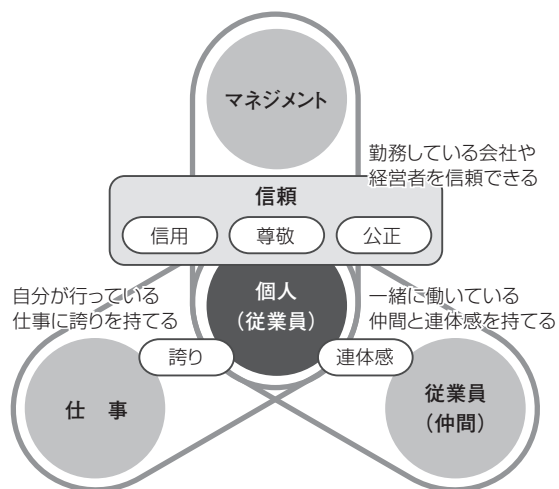 マネジメント
勤務している会社や
経営者を信頼できる
信頼
信用
尊敬
公正
自分が行っている
仕事に誇りを持てる
個人
(従業員)
一緒に働いている
仲間と連体感を持てる
誇り
連体感
仕 事
従業員
(仲間)